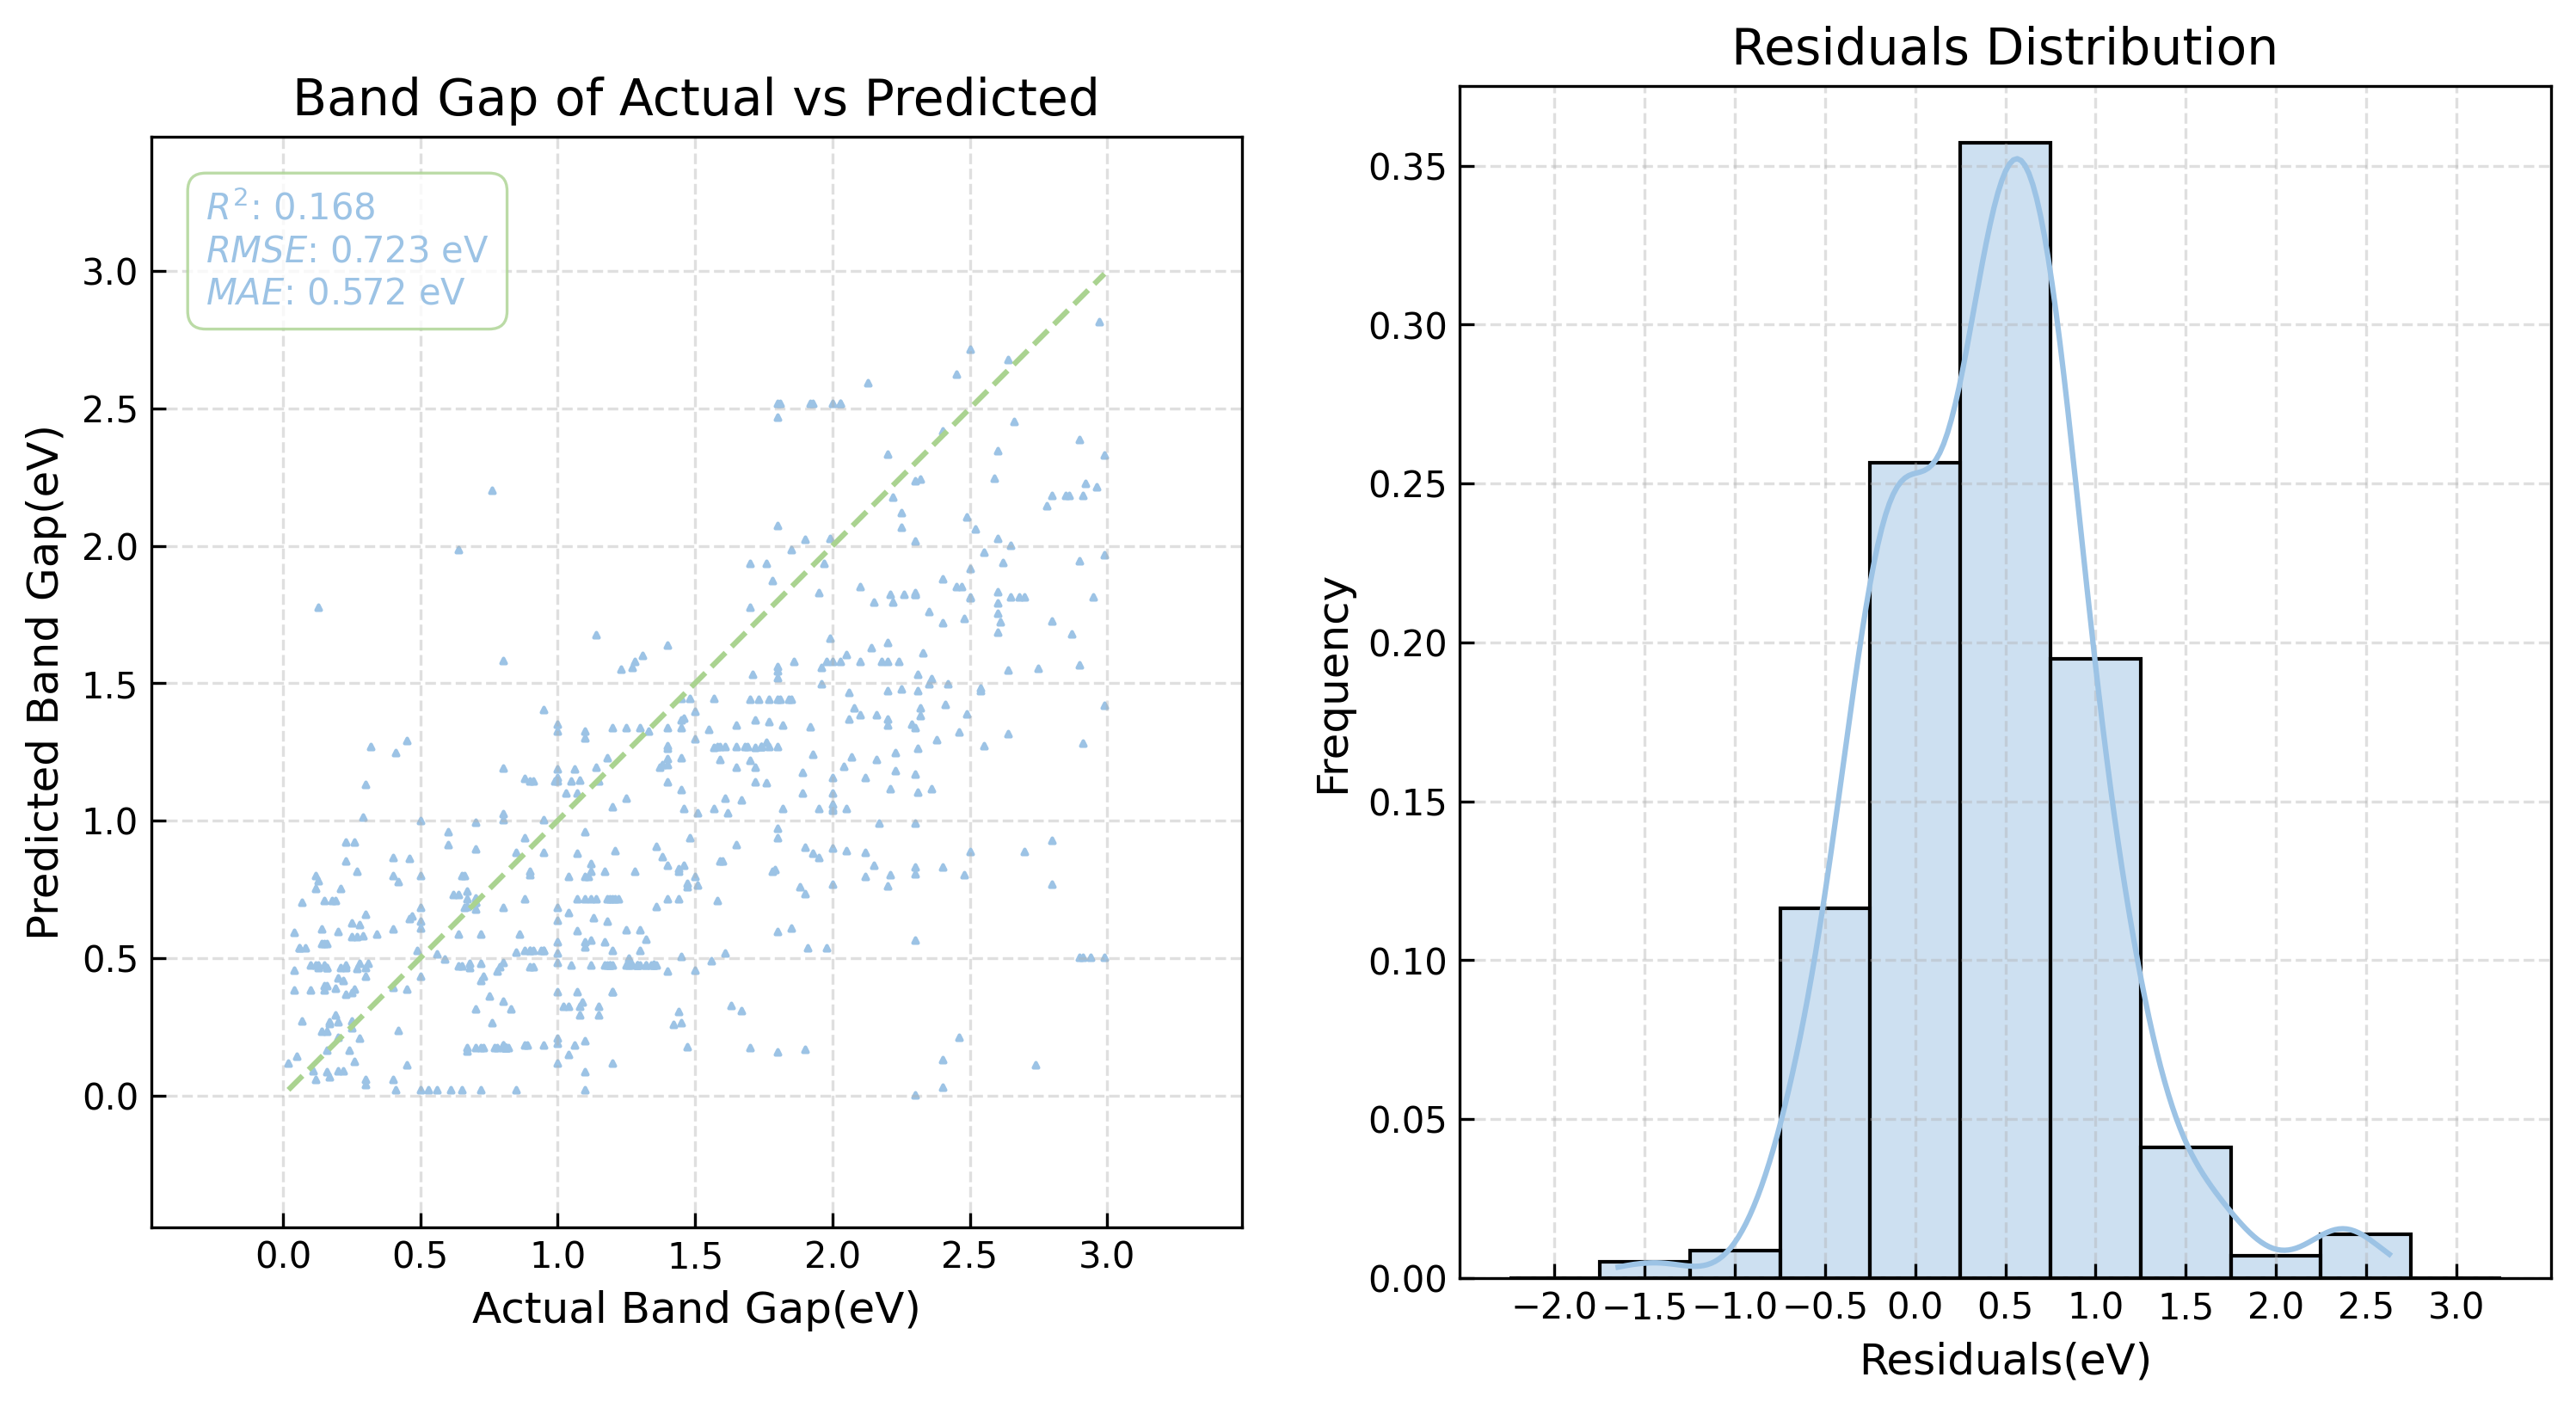 Band Gap of Actual vs Predicted
R²: 0.168
RMSE: 0.723 eV
MAE: 0.572 eV
Predicted Band Gap(eV)
3.0
2.5
2.0
1.5
1.0
0.5
0.0
0.0 0.5 1.0 1.5 2.0 2.5 3.0
Actual Band Gap(eV)
Residuals Distribution
Frequency
0.35
0.30
0.25
0.20
0.15
0.10
0.05
0.00
−2.0 −1.5 −1.0 −0.5 0.0 0.5 1.0 1.5 2.0 2.5 3.0
Residuals(eV)